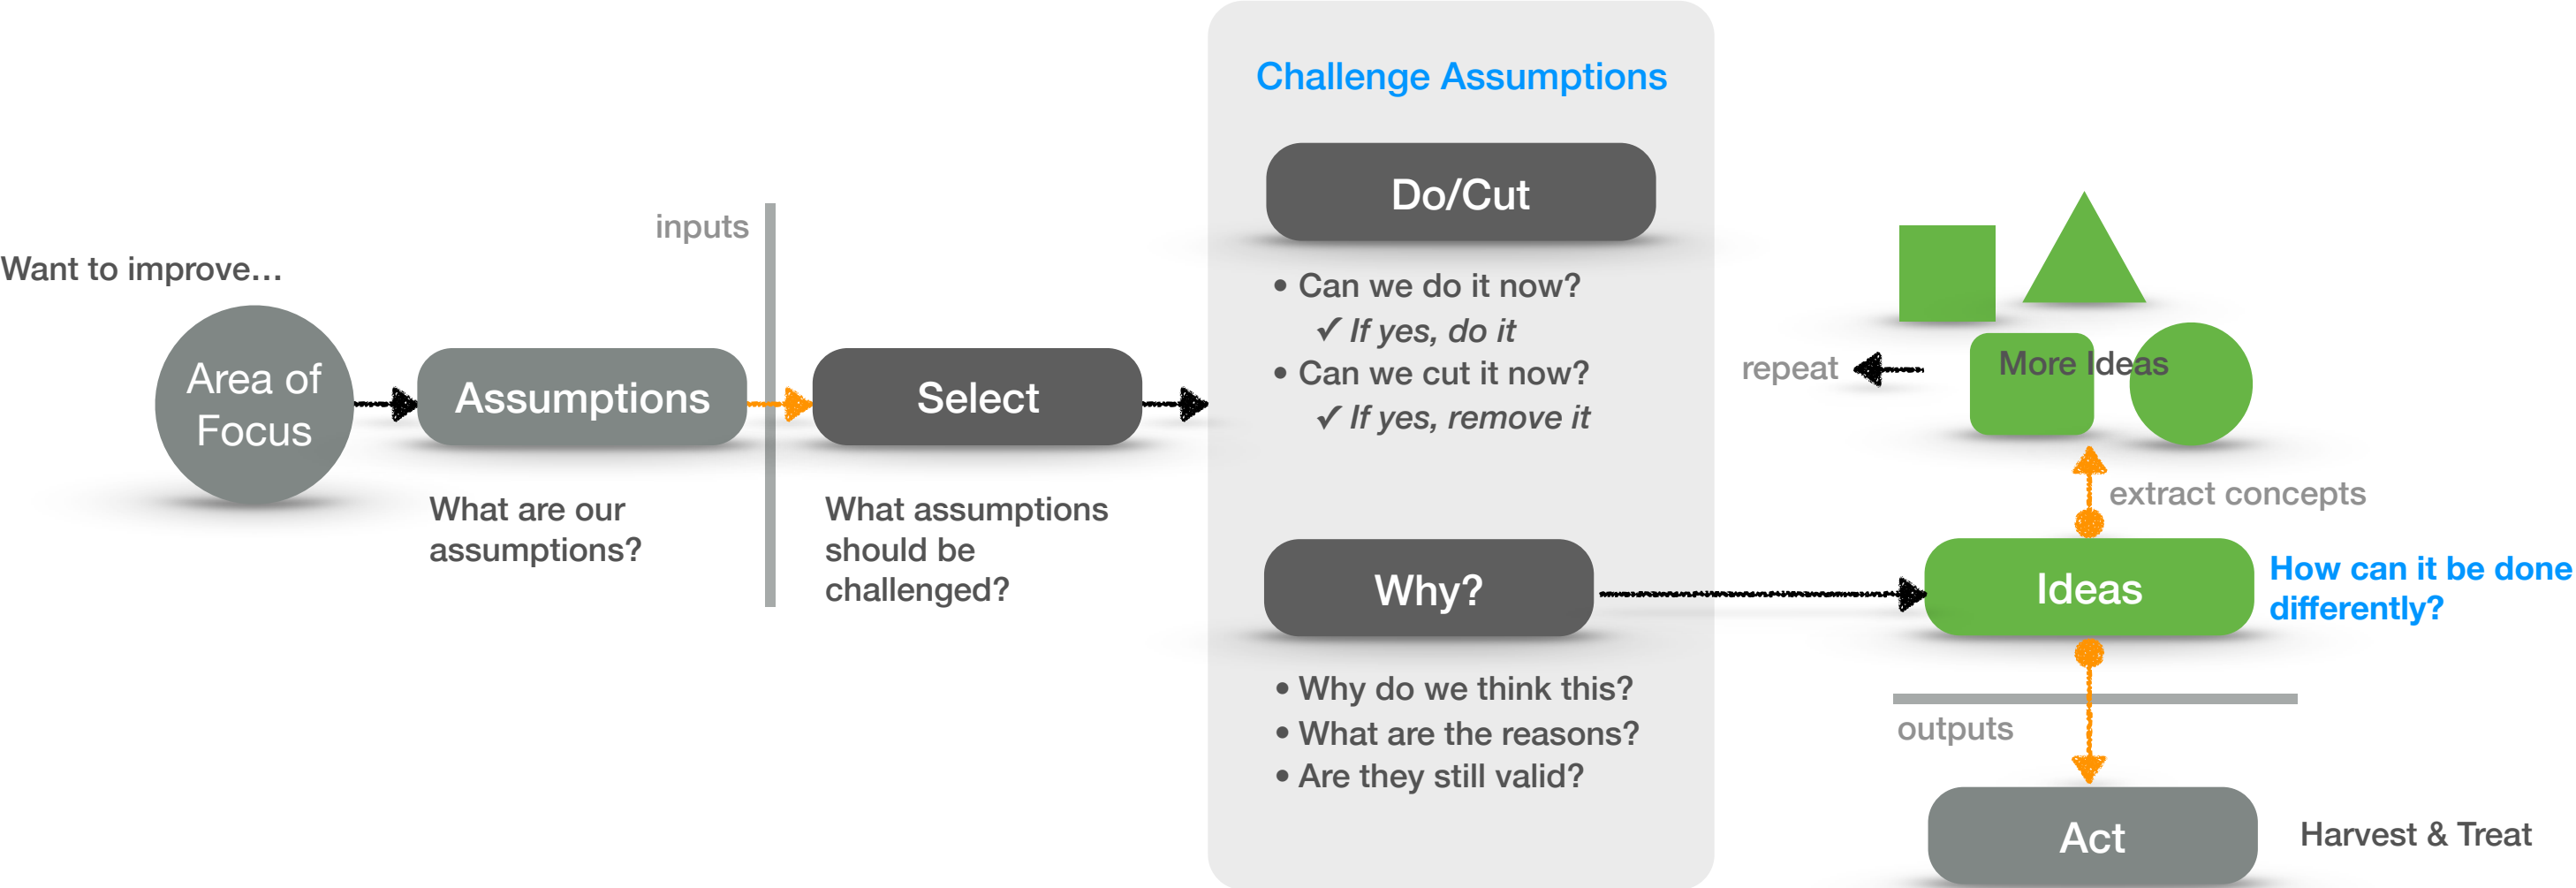 Want to improve...
Area of
Focus
Assumptions
What are our
assumptions?
inputs
Select
What assumptions
should be
challenged?
Challenge Assumptions
Do/Cut
• Can we do it now?
✓ If yes, do it
• Can we cut it now?
✓ If yes, remove it
Why?
• Why do we think this?
• What are the reasons?
• Are they still valid?
repeat
More Ideas
extract concepts
Ideas
How can it be done
differently?
outputs
Act
Harvest & Treat